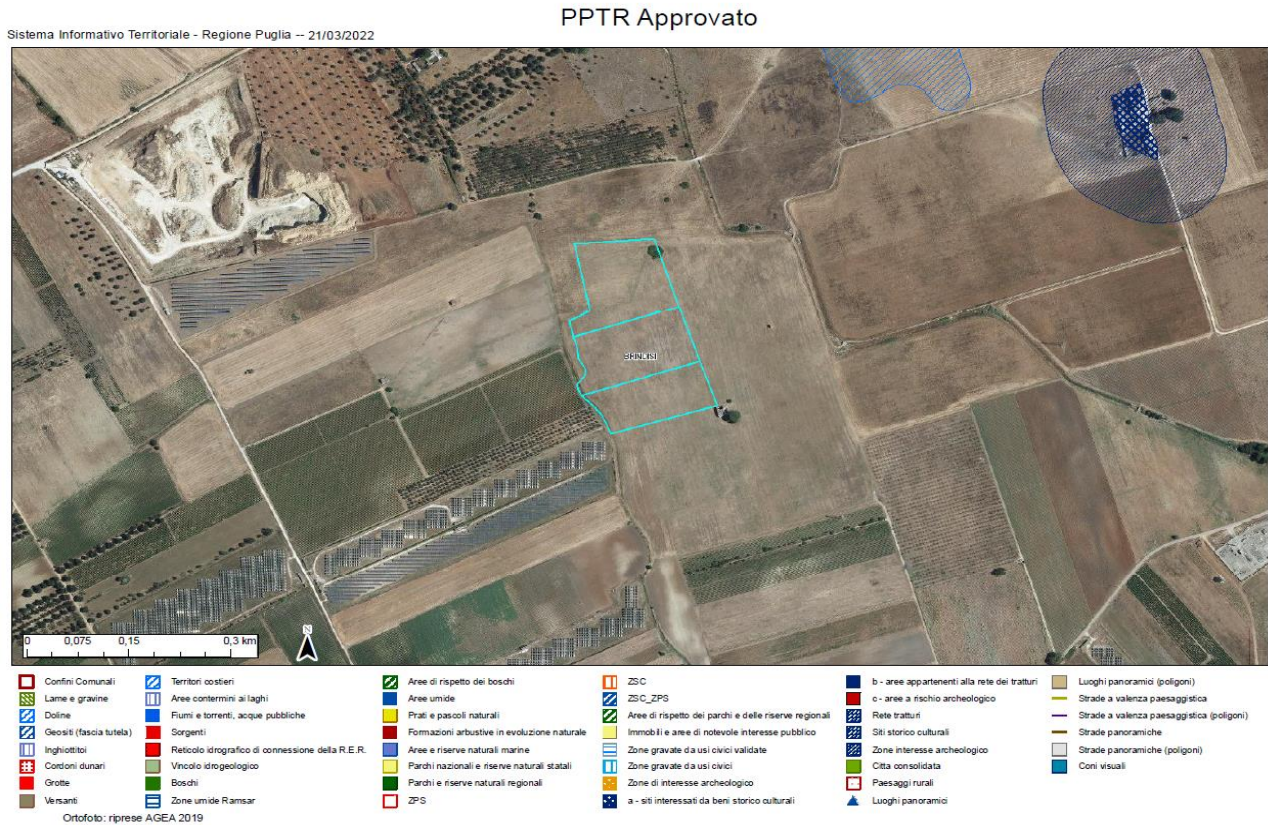 PPTR Approvato
Sistema Informativo Territoriale - Regione Puglia -- 21/03/2022
BRINDISI
0 0,075 0,15 0,3 km
N
Confini Comunali
Lame e gravine
Doline
Geositi (fascia tutela)
Inghiottitoi
Cordoni dunari
Grotte
Versanti
Territori costieri
Aree contermini ai laghi
Fiumi e torrenti, acque pubbliche
Sorgenti
Reticolo idrografico di connessione della R.E.R.
Vincolo idrogeologico
Boschi
Zone umide Ramsar
Aree di rispetto dei boschi
Aree umide
Prati e pascoli naturali
Formazioni arbustive in evoluzione naturale
Aree e riserve naturali marine
Parchi nazionali e riserve naturali statali
Parchi e riserve naturali regionali
ZPS
ZSC
ZSC_ZPS
Aree di rispetto dei parchi e delle riserve regionali
Immobili e aree di notevole interesse pubblico
Zone gravate da usi civici validate
Zone gravate da usi civici
Zone di interesse archeologico
a - siti interessati da beni storico culturali
b - aree appartenenti alla rete dei tratturi
c - aree a rischio archeologico
Rete tratturi
Siti storico culturali
Zone interesse archeologico
Citta consolidata
Paesaggi rurali
Luoghi panoramici
Luoghi panoramici (poligoni)
Strade a valenza paesaggistica
Strade a valenza paesaggistica (poligoni)
Strade panoramiche
Strade panoramiche (poligoni)
Coni visuali
Ortofoto: riprese AGEA 2019